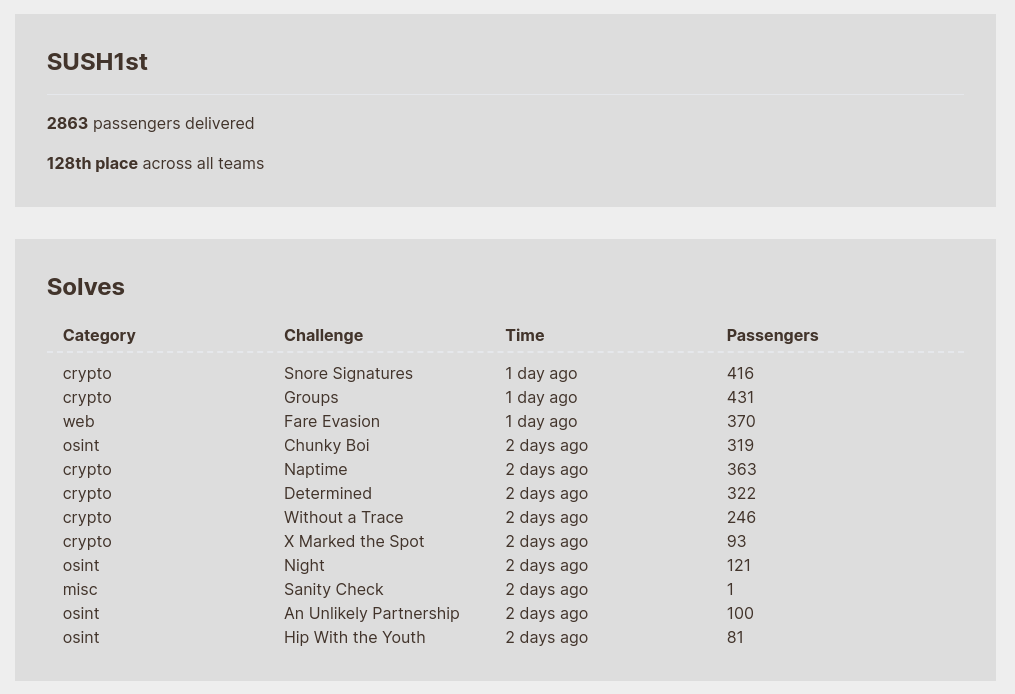 SUSH1st
2863 passengers delivered
128th place across all teams
Solves
Category Challenge Time Passengers
crypto Snore Signatures 1 day ago 416
crypto Groups 1 day ago 431
web Fare Evasion 1 day ago 370
osint Chunky Boi 2 days ago 319
crypto Naptime 2 days ago 363
crypto Determined 2 days ago 322
crypto Without a Trace 2 days ago 246
crypto X Marked the Spot 2 days ago 93
osint Night 2 days ago 121
misc Sanity Check 2 days ago 1
osint An Unlikely Partnership 2 days ago 100
osint Hip With the Youth 2 days ago 81